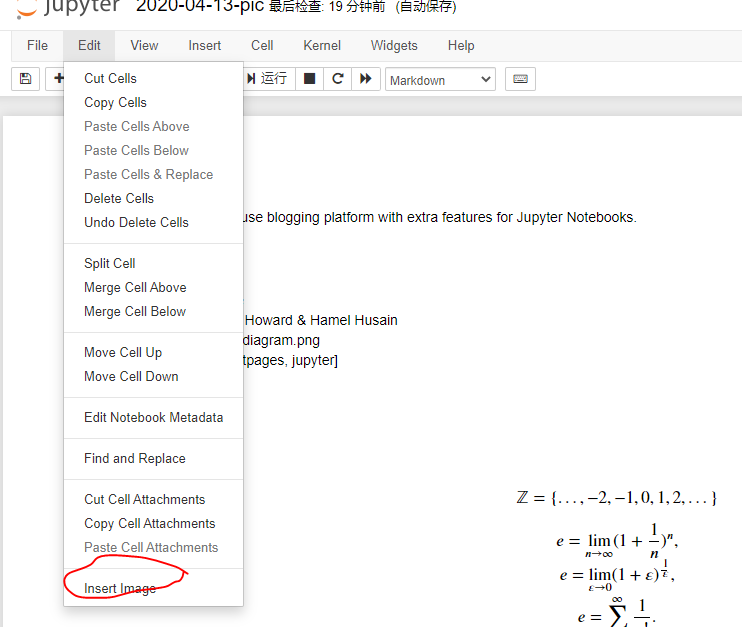 jupyter 2020-04-13-pic 最后检查: 19 分钟前 (自动保存)
File Edit View Insert Cell Kernel Widgets Help
运行 Markdown
Cut Cells
Copy Cells
Paste Cells Above
Paste Cells Below
Paste Cells & Replace
Delete Cells
use blogging platform with extra features for Jupyter Notebooks.
Undo Delete Cells
Split Cell
Merge Cell Above
Merge Cell Below
Howard & Hamel Husain
diagram.png
Move Cell Up
tpages, jupyter]
Move Cell Down
Edit Notebook Metadata
Find and Replace
Cut Cell Attachments
Copy Cell Attachments
Paste Cell Attachments
Insert Image
ℤ = {…, −2, −1, 0, 1, 2, …}
e = lim n→∞ (1 + 1/n)^n,
e = lim ε→0 (1 + ε)^(1/ε),
e = ∑ ∞ 1